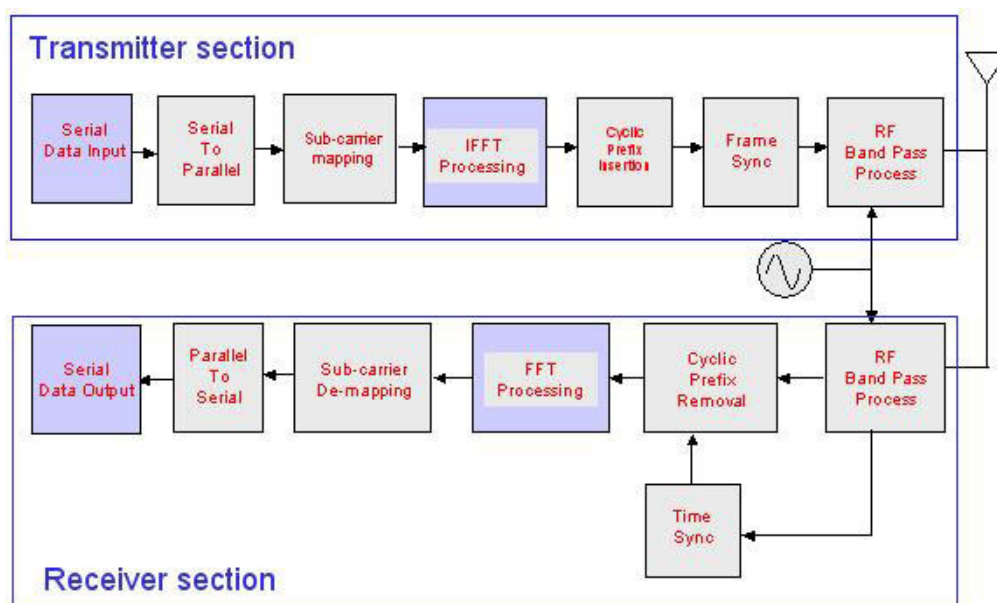 Transmitter section
Serial
Data Input
Serial
To
Parallel
Sub-carrier
mapping
IFFT
Processing
Cyclic
Prefix
Insertion
Frame
Sync
RF
Band Pass
Process
Serial
Data Output
Parallel
To
Serial
Sub-carrier
De-mapping
FFT
Processing
Cyclic
Prefix
Removal
RF
Band Pass
Process
Time
Sync
Receiver section